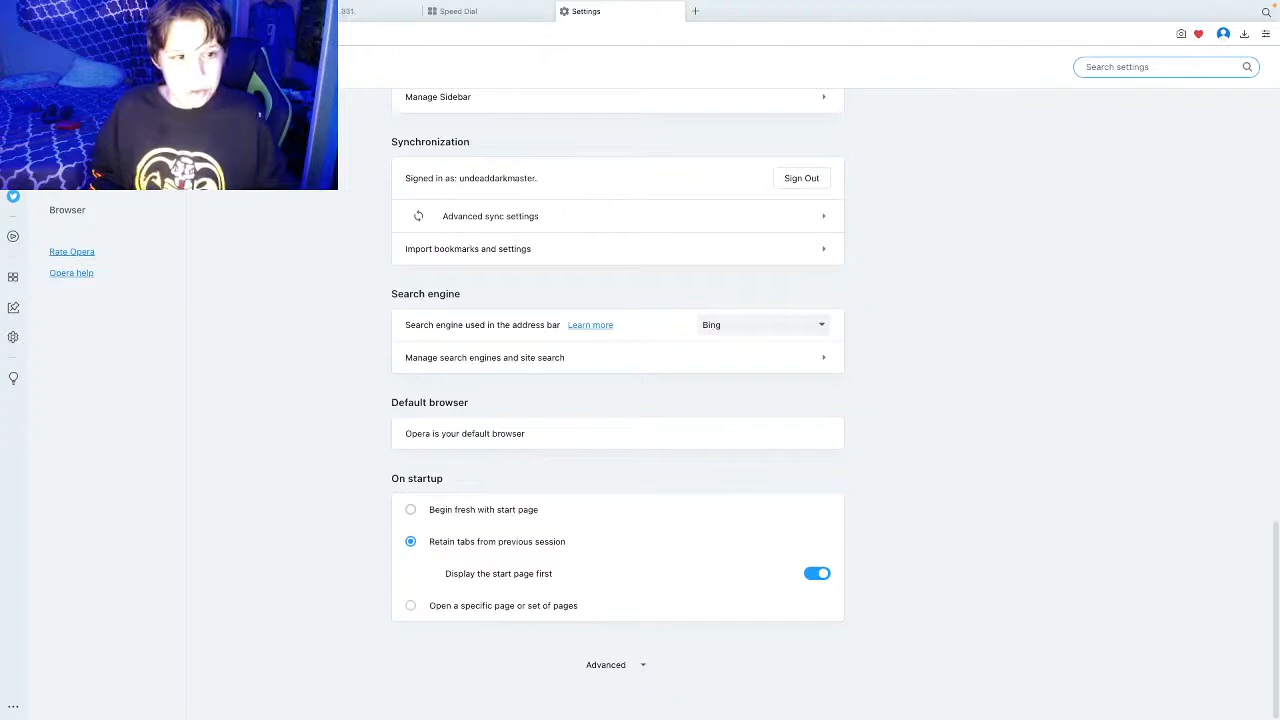 .931.
Speed Dial
Settings
Search settings
Manage Sidebar
Synchronization
Signed in as: undeaddarkmaster.
Sign Out
Browser
Advanced sync settings
Rate Opera
Import bookmarks and settings
Opera help
Search engine
Search engine used in the address bar Learn more
Bing
Manage search engines and site search
Default browser
Opera is your default browser
On startup
Begin fresh with start page
Retain tabs from previous session
Display the start page first
Open a specific page or set of pages
Advanced